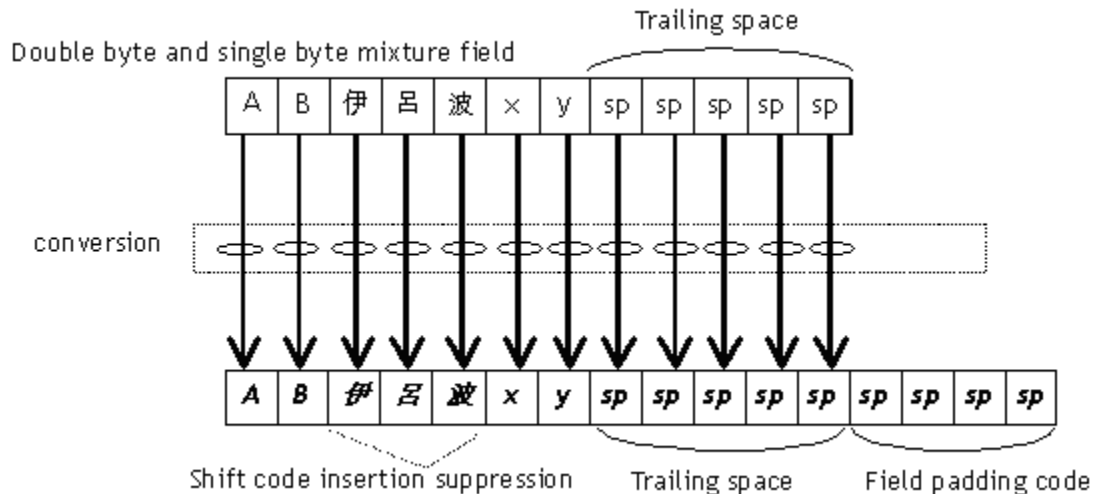 Trailing space
Double byte and single byte mixture field
A B 伊 呂 波 x y sp sp sp sp sp
conversion
A B 伊 呂 波 x y sp sp sp sp sp sp sp sp sp
Shift code insertion suppression Trailing space Field padding code